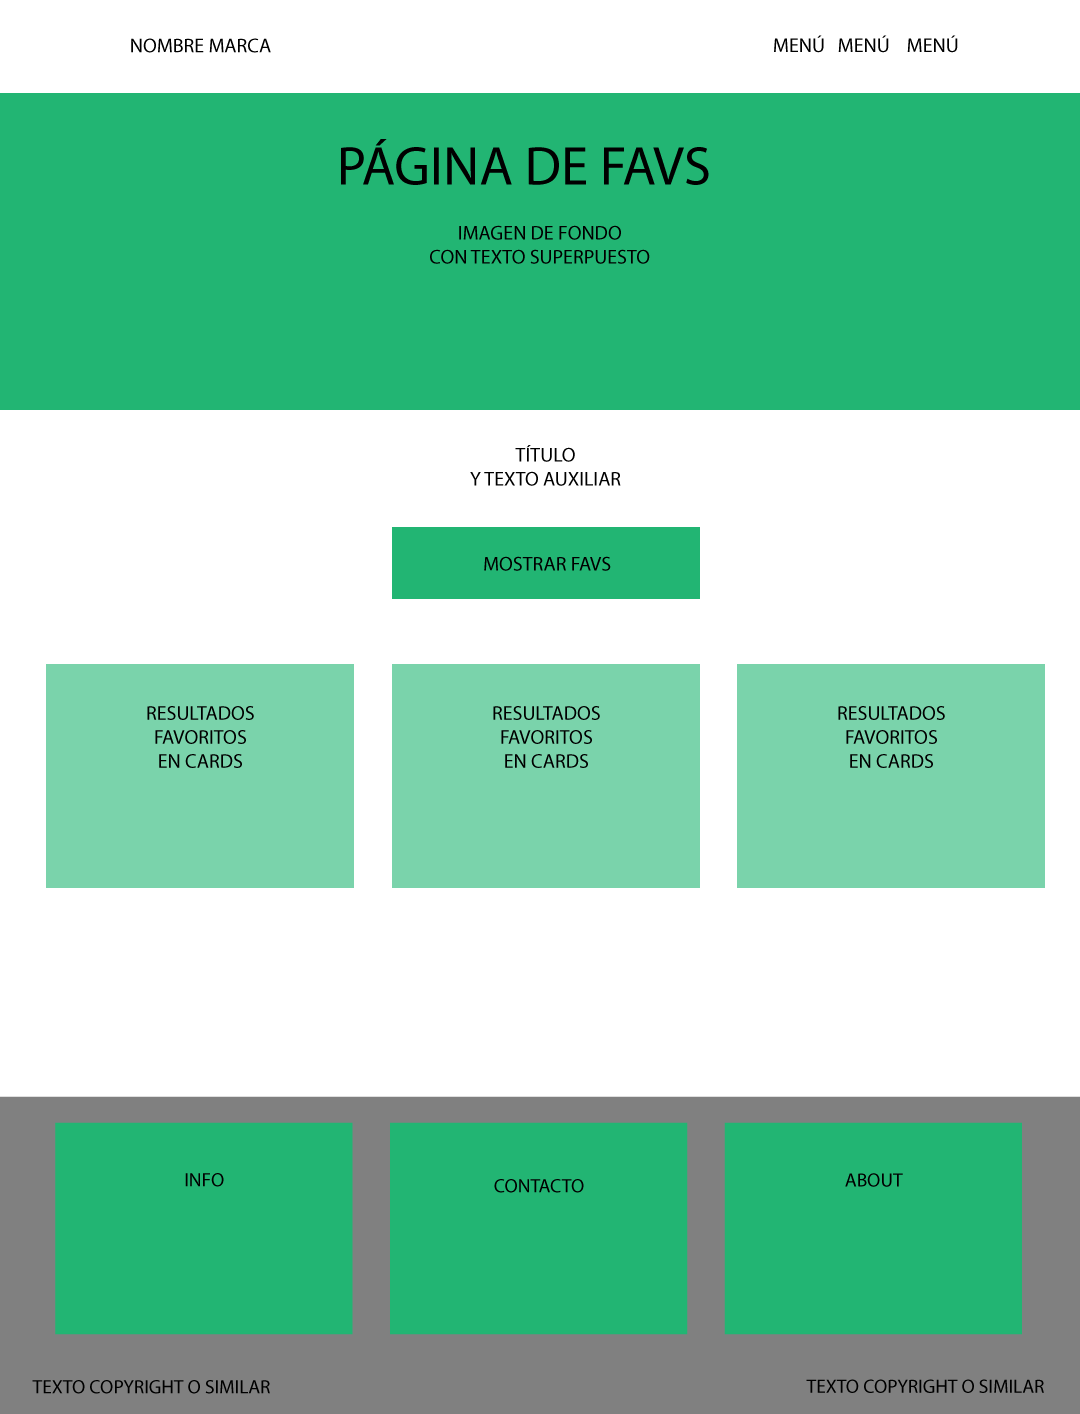 NOMBRE MARCA
MENÚ MENÚ MENÚ
PÁGINA DE FAVS
IMAGEN DE FONDO
CON TEXTO SUPERPUESTO
TÍTULO
Y TEXTO AUXILIAR
MOSTRAR FAVS
RESULTADOS
FAVORITOS
EN CARDS
RESULTADOS
FAVORITOS
EN CARDS
RESULTADOS
FAVORITOS
EN CARDS
INFO
CONTACTO
ABOUT
TEXTO COPYRIGHT O SIMILAR
TEXTO COPYRIGHT O SIMILAR